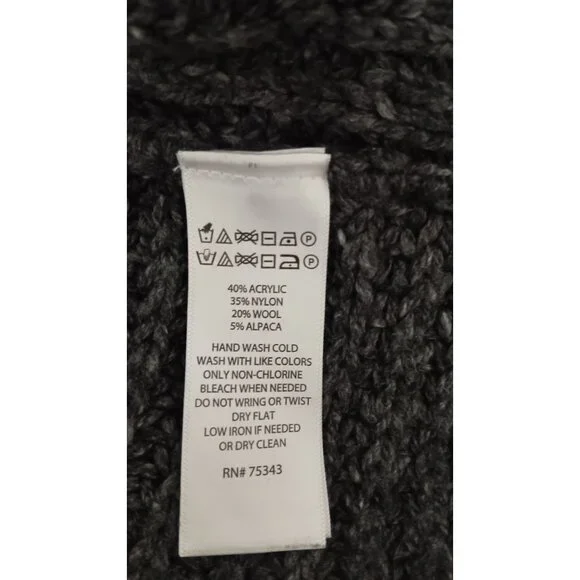 40% ACRYLIC
35% NYLON
20% WOOL
5% ALPACA
HAND WASH COLD
WASH WITH LIKE COLORS
ONLY NON-CHLORINE
BLEACH WHEN NEEDED
DO NOT WRING OR TWIST
DRY FLAT
LOW IRON IF NEEDED
OR DRY CLEAN
RN# 75343